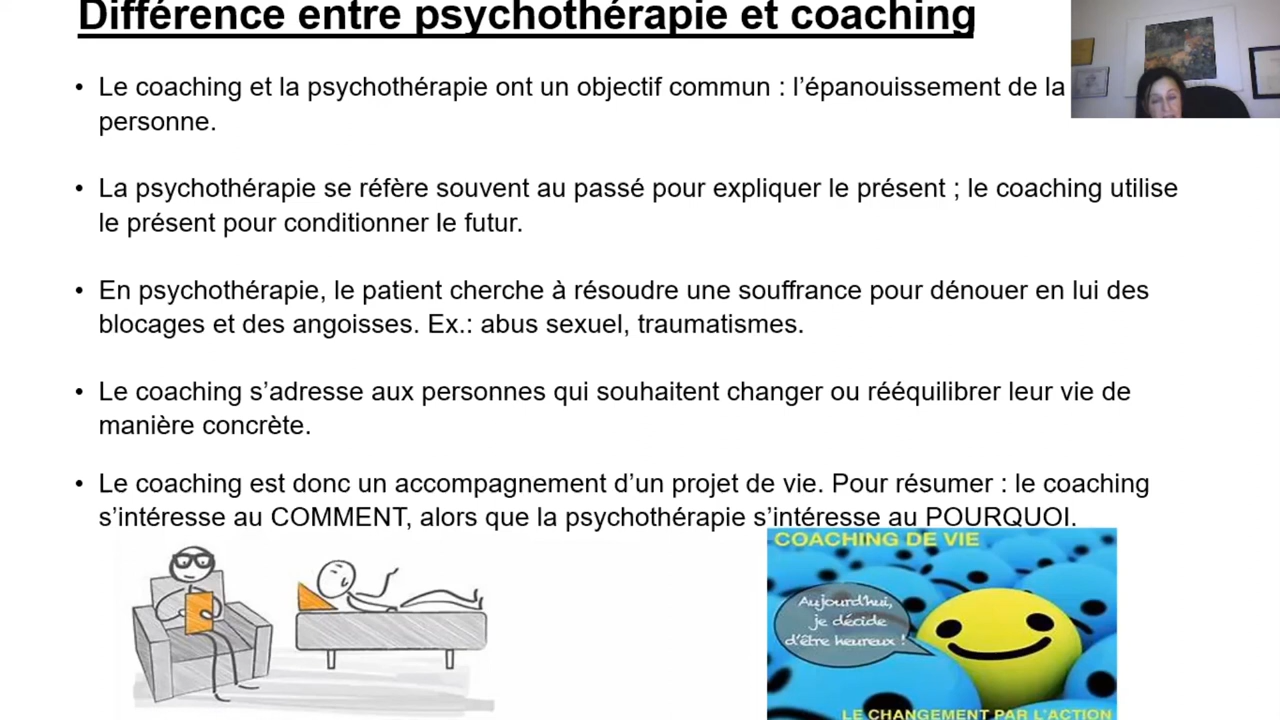 Différence entre psychothérapie et coaching
• Le coaching et la psychothérapie ont un objectif commun : l’épanouissement de la
personne.
• La psychothérapie se réfère souvent au passé pour expliquer le présent ; le coaching utilise
le présent pour conditionner le futur.
• En psychothérapie, le patient cherche à résoudre une souffrance pour dénouer en lui des
blocages et des angoisses. Ex.: abus sexuel, traumatismes.
• Le coaching s’adresse aux personnes qui souhaitent changer ou rééquilibrer leur vie de
manière concrète.
• Le coaching est donc un accompagnement d’un projet de vie. Pour résumer : le coaching
s’intéresse au COMMENT, alors que la psychothérapie s’intéresse au POURQUOI.
COACHING DE VIE
Aujourd'hui,
je décide
d'être heureux !
LE CHANGEMENT PAR L'ACTION